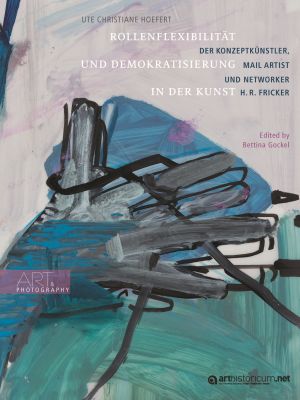 UTE CHRISTIANE HOEFERT
ROLLENFLEXIBILITÄT
UND DEMOKRATISIERUNG
IN DER KUNST
DER KONZEPTKÜNSTLER,
MAIL ARTIST
UND NETWORKER
H. R. FRICKER
Edited by
Bettina Gockel
ART &
PHOTOGRAPHY
arthistoricum.net